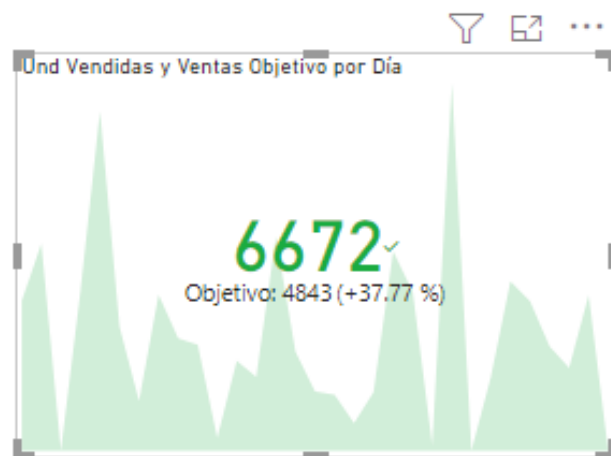 Und Vendidas y Ventas Objetivo por Día
6672
Objetivo: 4843 (+37.77 %)